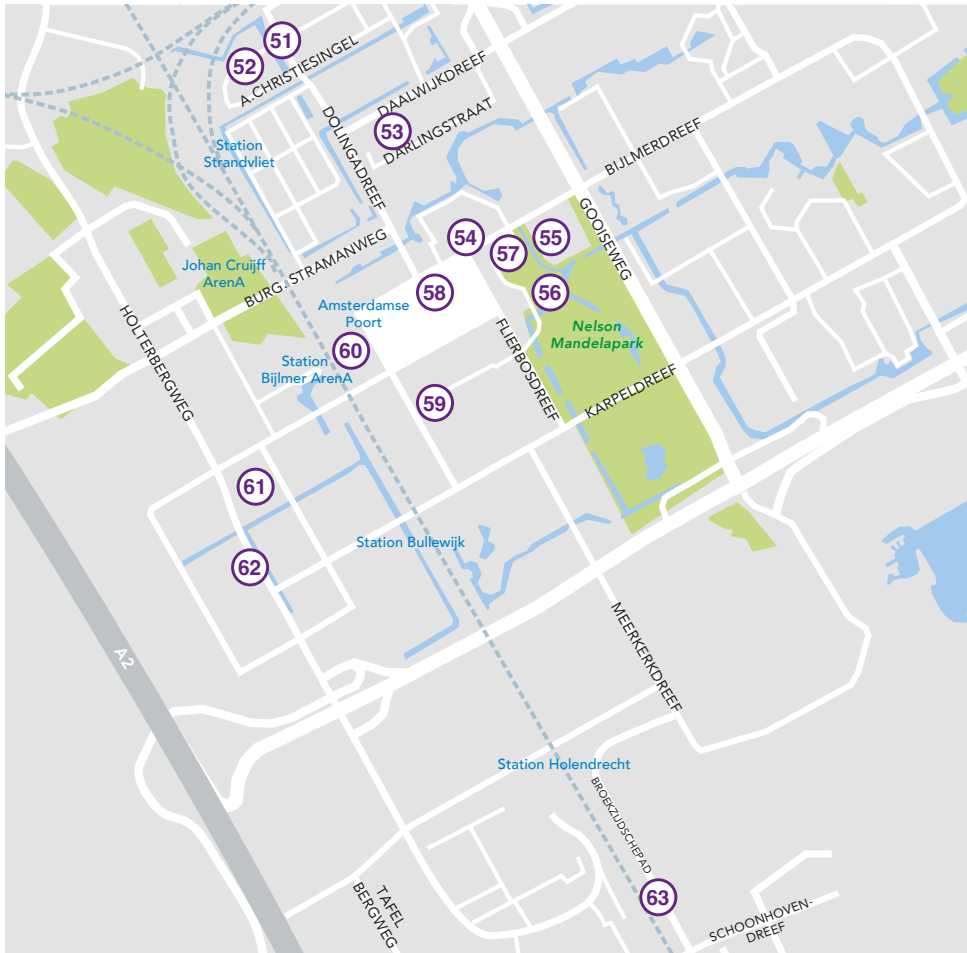 51
52
A.CHRISTIESINGEL
DAALWIJKDREEF
53
DARLINGSTRAAT
DOLINGADREEF
Station
Strandvliet
BIJLMERDREEF
GOOISEWEG
54
55
57
56
58
BURG. STRAMANWEG
Johan Cruijff
ArenA
Amsterdamse
Poort
Nelson
Mandelapark
HOLTERBERGWEG
60
Station
Bijlmer ArenA
FLIERBOSDREEF
59
KARPELDREEF
61
Station Bullewijk
62
A2
MEERKERKDREEF
Station Holendrecht
BROEKZIJDSCHEPAD
63
TAFEL
BERGWEG
SCHOONHOVEN-
DREEF